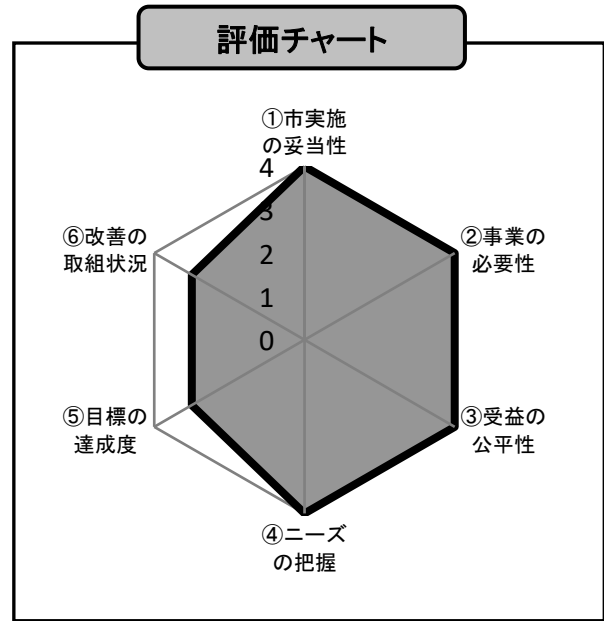 評価チャート
①市実施
の妥当性
4
3
2
1
0
②事業の
必要性
③受益の
公平性
④ニーズ
の把握
⑤目標の
達成度
⑥改善の
取組状況